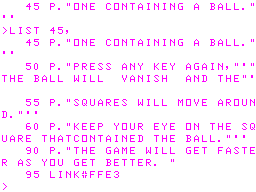 45 P."ONE CONTAINING A BALL."
''
>LIST 45,
45 P."ONE CONTAINING A BALL."
''
50 P."PRESS ANY KEY AGAIN,"'"
THE BALL WILL  VANISH  AND THE"'
55 P."SQUARES WILL MOVE AROUN
D."''
60 P."KEEP YOUR EYE ON THE SQ
UARE THATCONTAINED THE BALL."''
90 P."THE GAME WILL GET FASTE
R AS YOU GET BETTER. "
95 LINK#FFE3
>